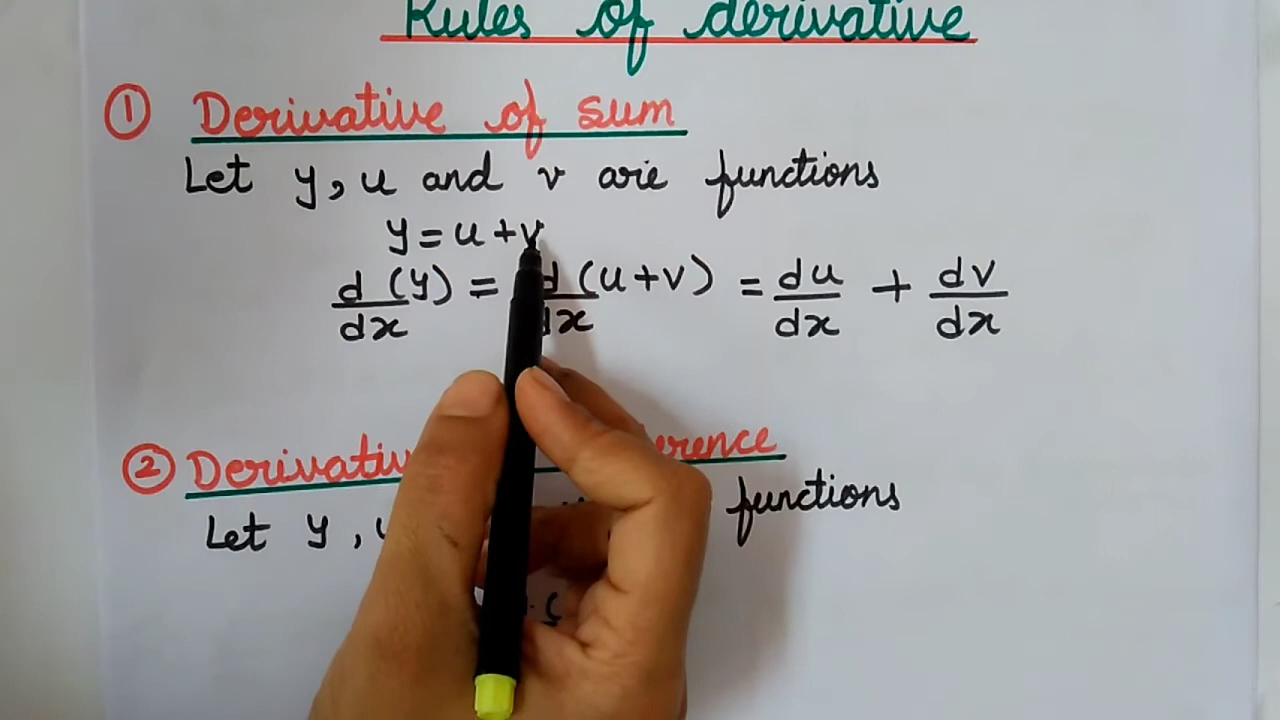 Rules of derivative
① Derivative of sum
Let y, u and v are functions
y = u + v
d/dx (y) = d/dx (u+v) = du/dx + dv/dx
②
Let y, functions